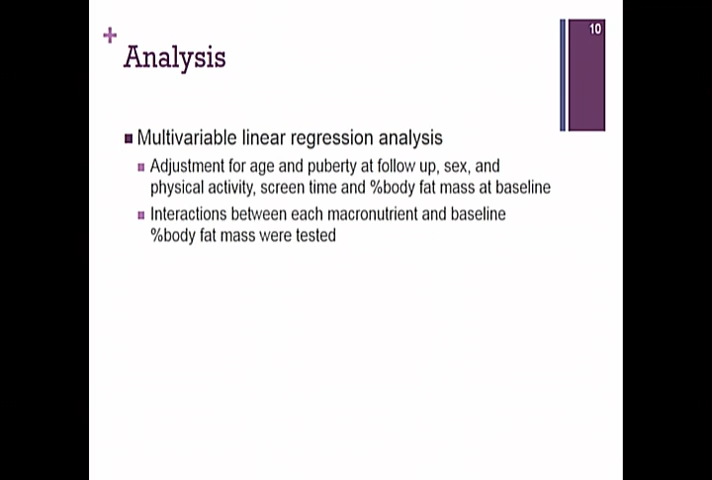 10
+
Analysis
Multivariable linear regression analysis
Adjustment for age and puberty at follow up, sex, and
physical activity, screen time and %body fat mass at baseline
Interactions between each macronutrient and baseline
%body fat mass were tested